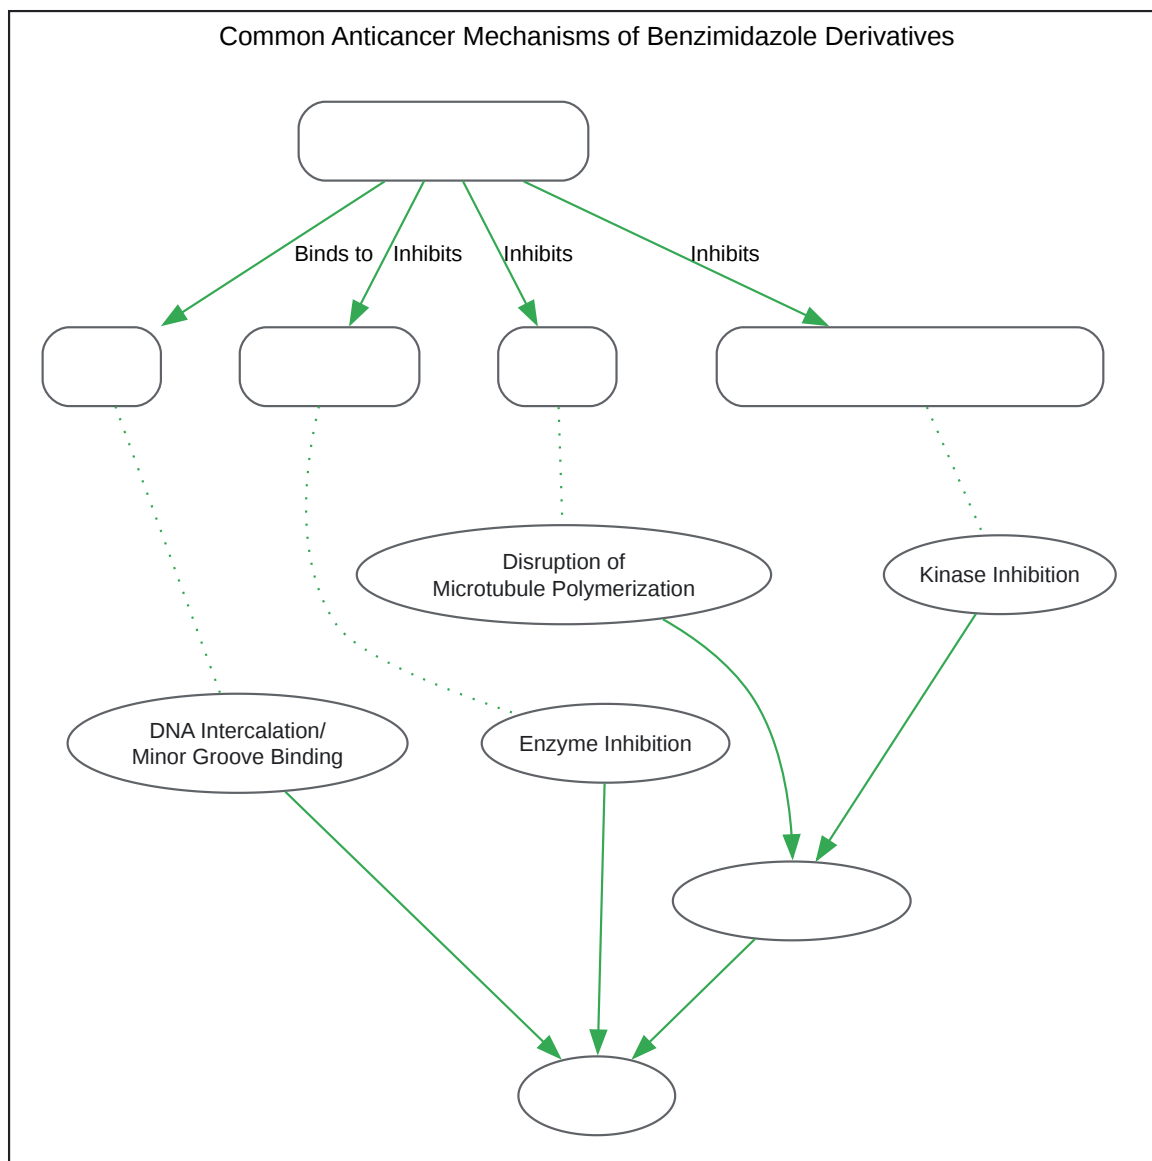 Common Anticancer Mechanisms of Benzimidazole Derivatives
Binds to
Inhibits
Inhibits
Inhibits
Disruption of
Microtubule Polymerization
Kinase Inhibition
DNA Intercalation/
Minor Groove Binding
Enzyme Inhibition